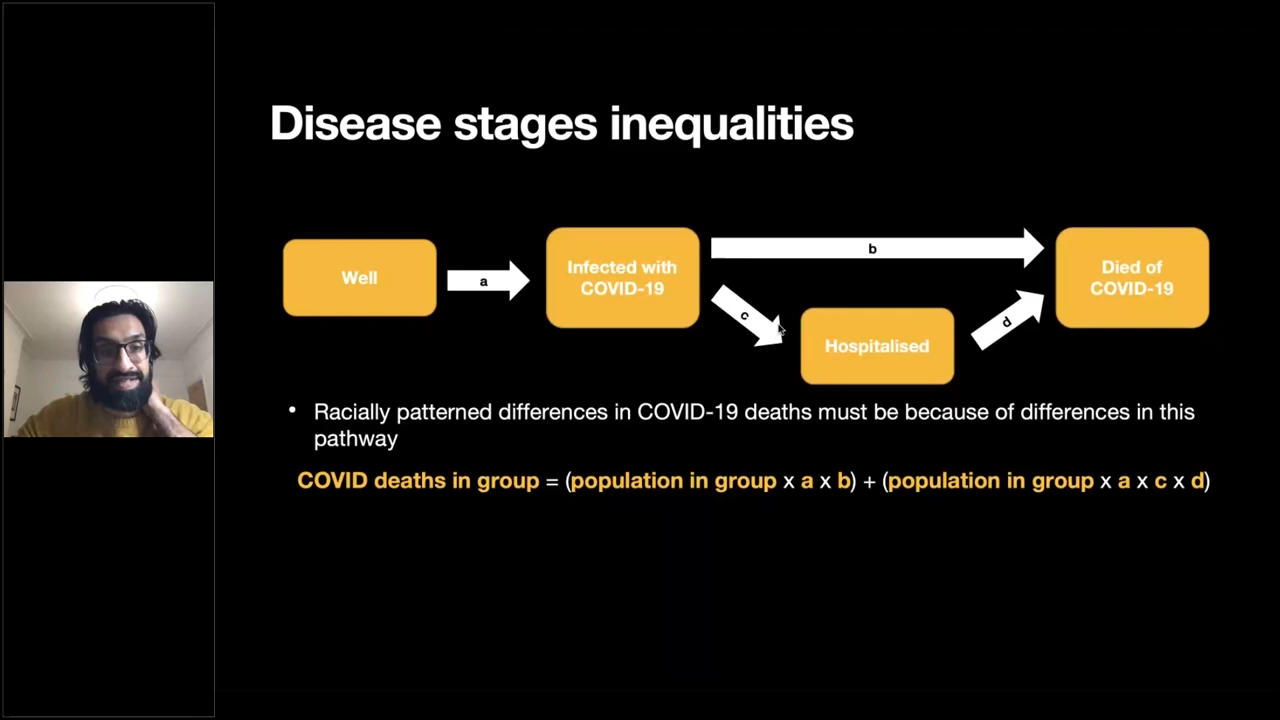 Disease stages inequalities
Well
a
Infected with
COVID-19
b
c
Hospitalised
d
Died of
COVID-19
• Racially patterned differences in COVID-19 deaths must be because of differences in this
pathway
COVID deaths in group = (population in group x a x b) + (population in group x a x c x d)